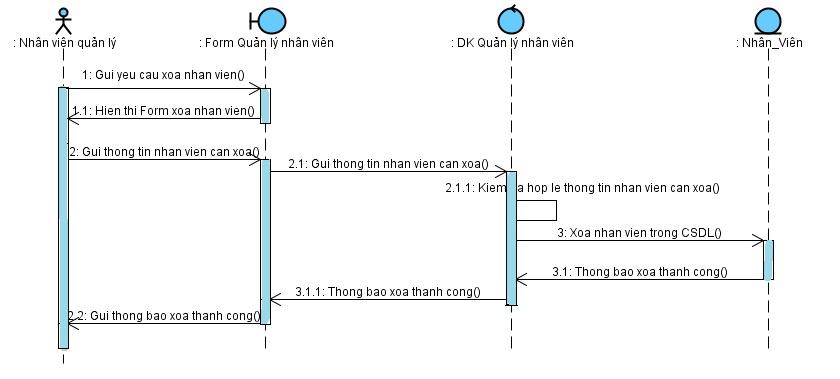 : Nhân viên quản lý
: Form Quản lý nhân viên
: DK Quản lý nhân viên
: Nhân_Viên
1: Gui yeu cau xoa nhan vien()
1.1: Hien thi Form xoa nhan vien()
2: Gui thong tin nhan vien can xoa()
2.1: Gui thong tin nhan vien can xoa()
2.1.1: Kiem a hop le thong tin nhan vien can xoa()
3: Xoa nhan vien trong CSDL()
3.1: Thong bao xoa thanh cong()
3.1.1: Thong bao xoa thanh cong()
2.2: Gui thong bao xoa thanh cong()